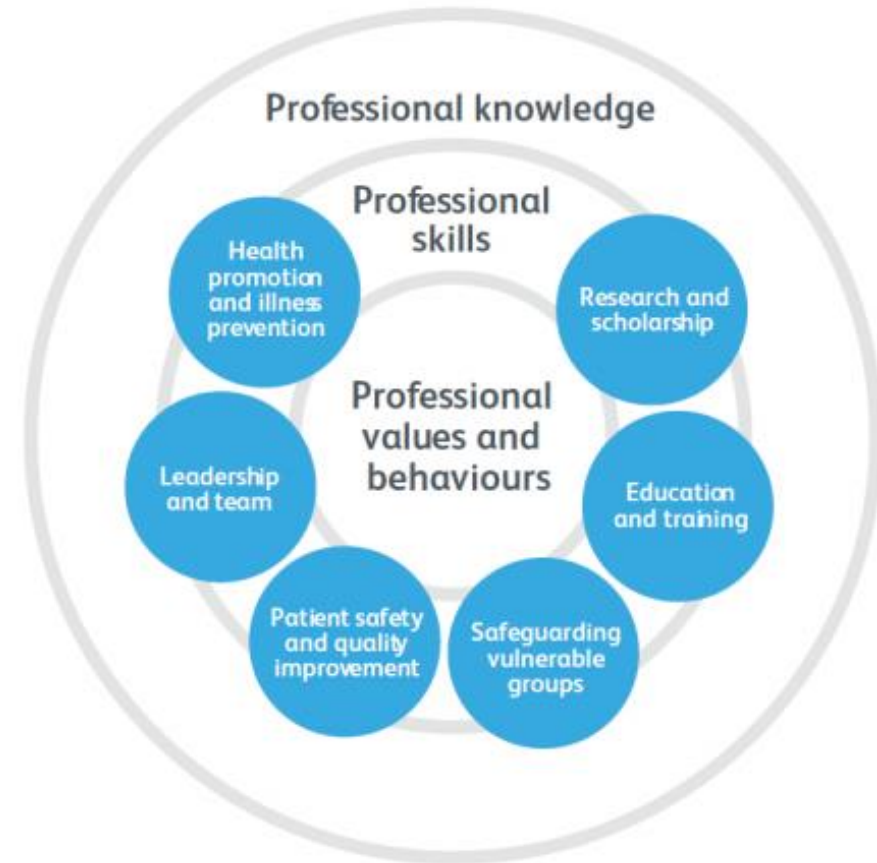 Professional knowledge
Professional
skills
Health
promotion
and illness
prevention
Research and
scholarship
Professional
values and
behaviours
Leadership
and team
Education
and training
Patient safety
and quality
improvement
Safeguarding
vulnerable
groups